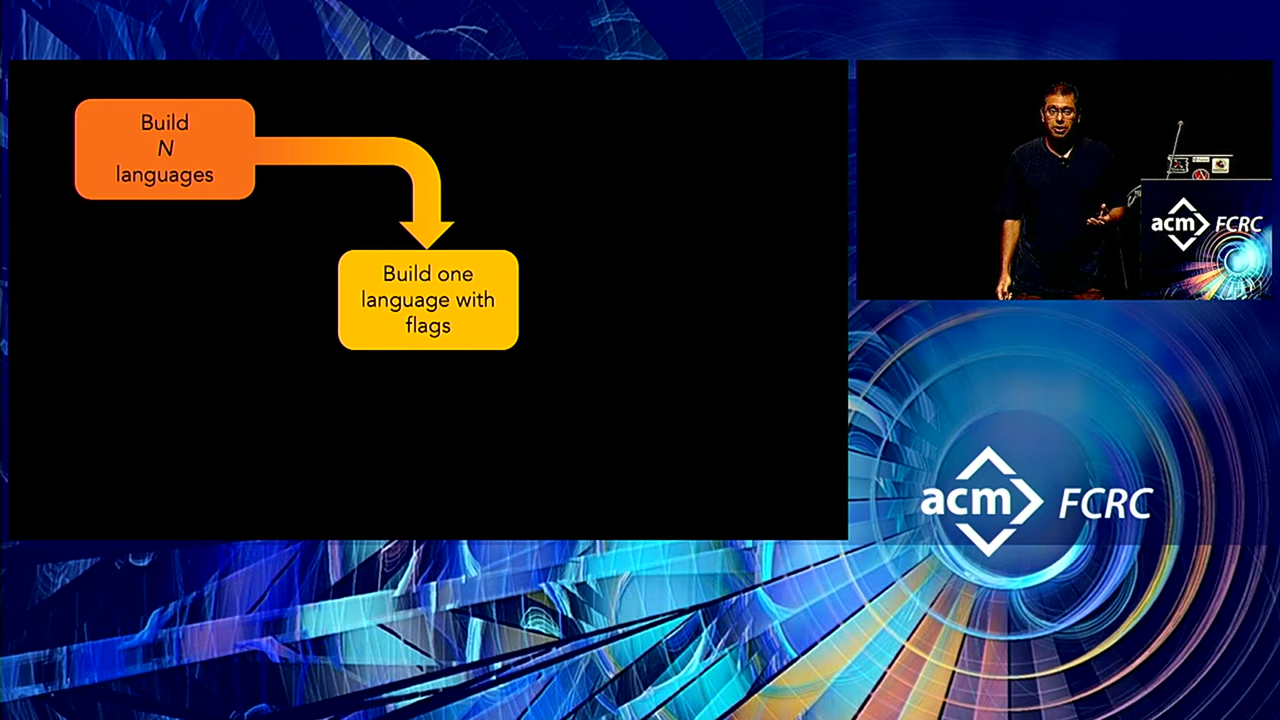 Build
N
languages
Build one
language with
flags
acm FCRC
acm FCRC